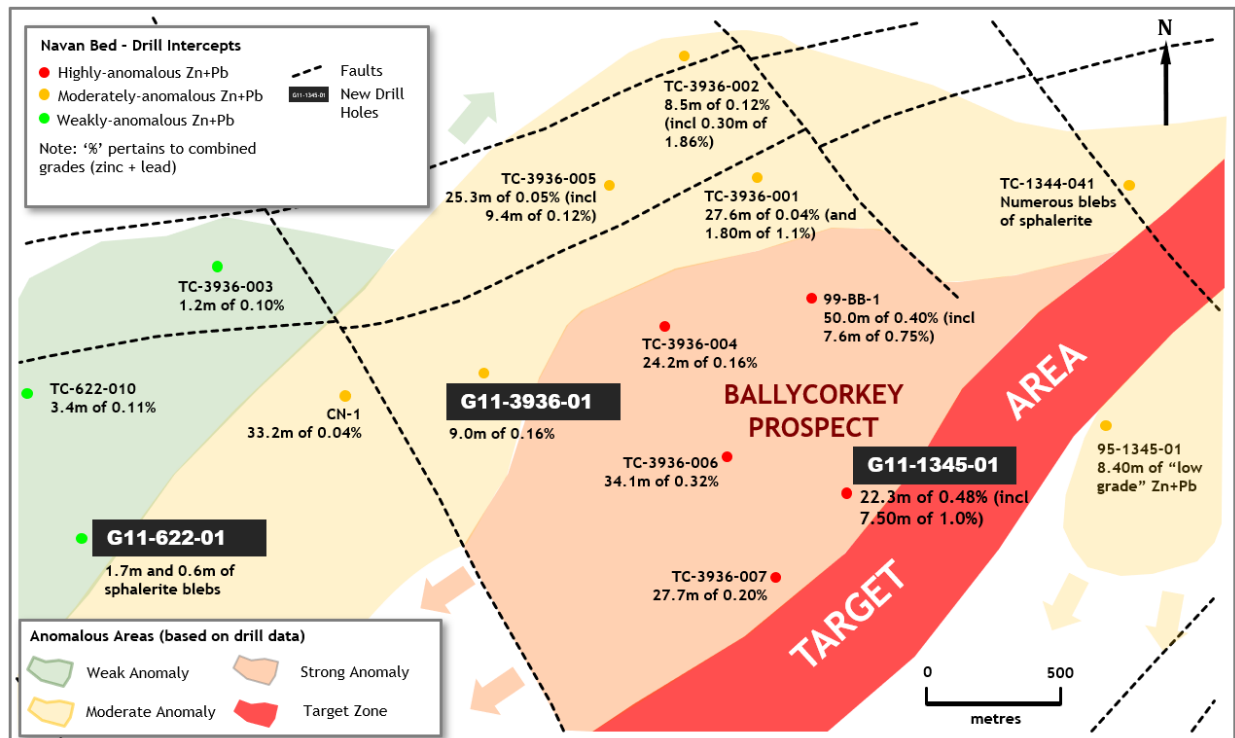 Navan Bed – Drill Intercepts
Highly-anomalous Zn+Pb
Moderately-anomalous Zn+Pb
Weakly-anomalous Zn+Pb
Note: ‘%’ pertains to combined
grades (zinc + lead)
Faults
G11-1345-01
New Drill
Holes
N
TC-3936-002
8.5m of 0.12%
(incl 0.30m of
1.86%)
TC-3936-005
25.3m of 0.05% (incl
9.4m of 0.12%)
TC-3936-001
27.6m of 0.04% (and
1.80m of 1.1%)
TC-1344-041
Numerous blebs
of sphalerite
TC-3936-003
1.2m of 0.10%
99-BB-1
50.0m of 0.40% (incl
7.6m of 0.75%)
TC-3936-004
24.2m of 0.16%
TC-622-010
3.4m of 0.11%
CN-1
33.2m of 0.04%
G11-3936-01
9.0m of 0.16%
BALLYCORKEY
PROSPECT
TARGET AREA
95-1345-01
8.40m of “low
grade” Zn+Pb
TC-3936-006
34.1m of 0.32%
G11-1345-01
22.3m of 0.48% (incl
7.50m of 1.0%)
G11-622-01
1.7m and 0.6m of
sphalerite blebs
TC-3936-007
27.7m of 0.20%
Anomalous Areas (based on drill data)
Weak Anomaly
Strong Anomaly
Moderate Anomaly
Target Zone
0 500
metres